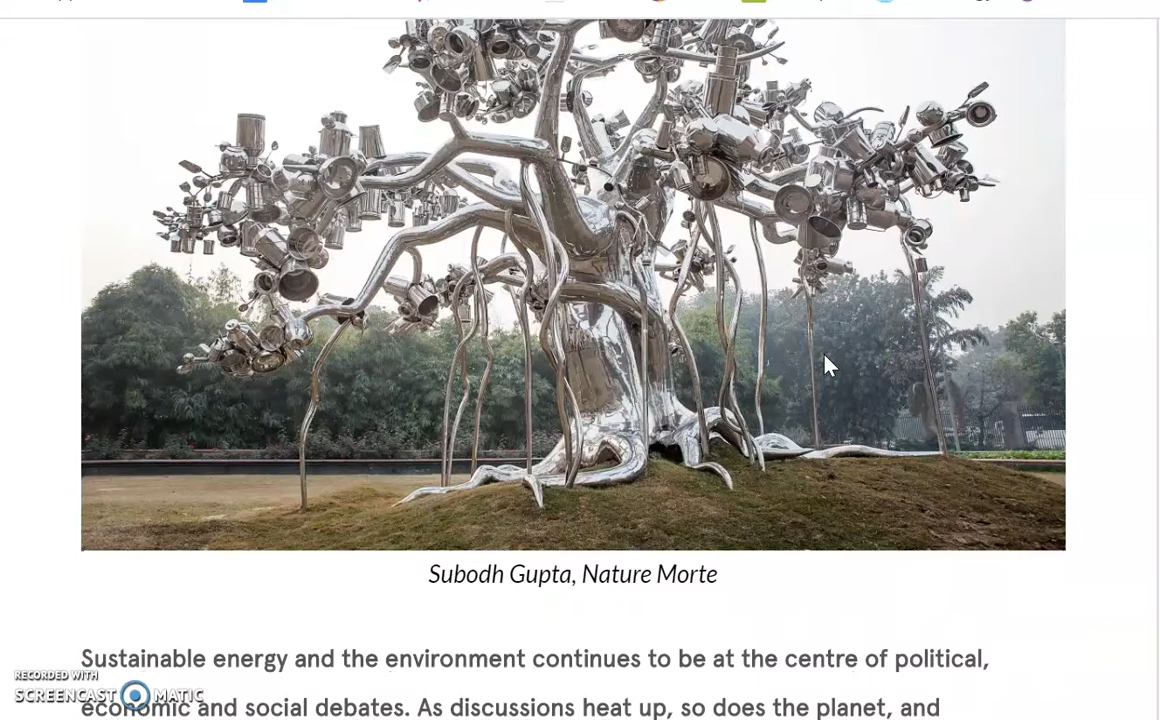 Subodh Gupta, Nature Morte
Sustainable energy and the environment continues to be at the centre of political,
RECORDED WITH
SCREENCAST MATIC
economic and social debates. As discussions heat up, so does the planet, and